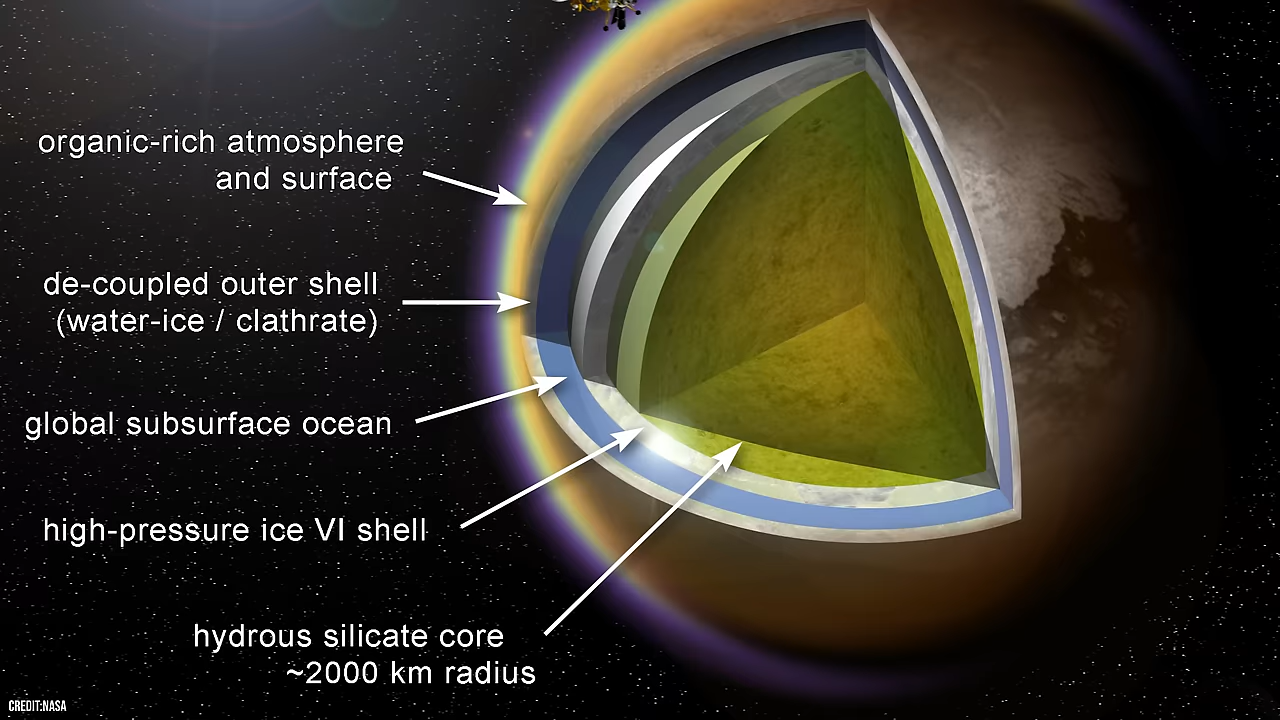 organic-rich atmosphere
and surface
de-coupled outer shell
(water-ice / clathrate)
global subsurface ocean
high-pressure ice VI shell
hydrous silicate core
~2000 km radius
CREDIT:NASA